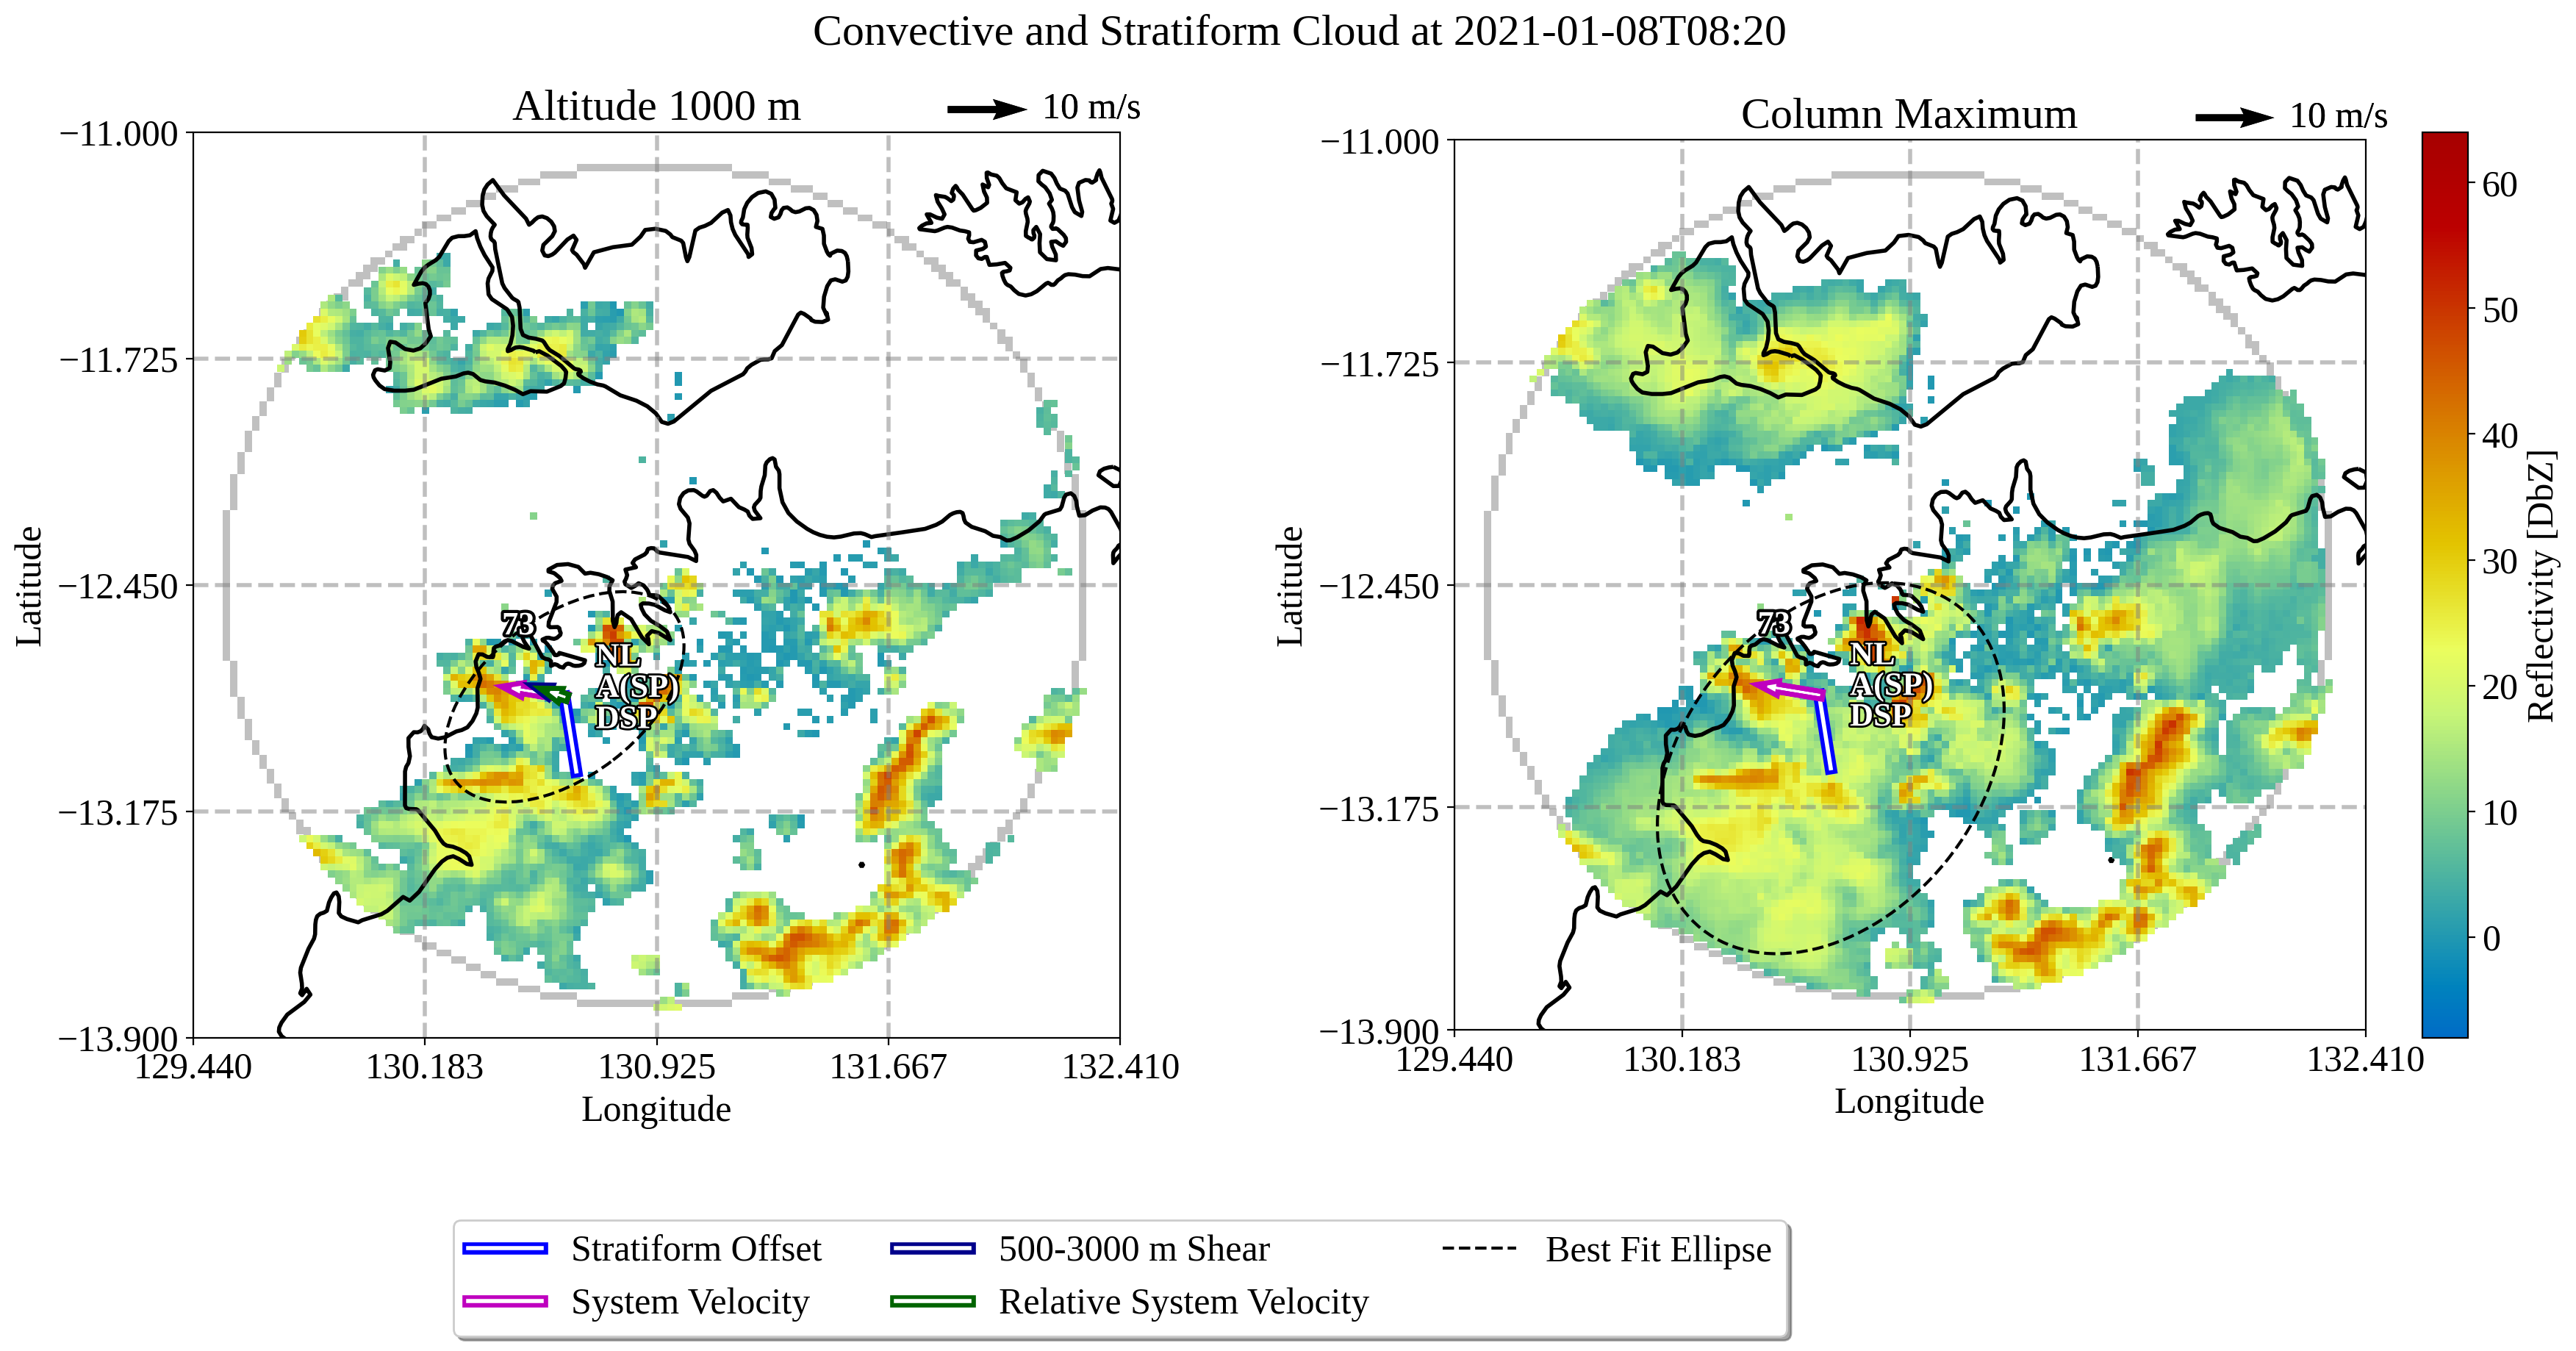 Convective and Stratiform Cloud at 2021-01-08T08:20
Altitude 1000 m
10 m/s
−11.000
−11.725
−12.450
−13.175
−13.900
129.440
130.183
130.925
131.667
132.410
Latitude
Longitude
73
NL
A(SP)
DSP
Column Maximum
10 m/s
−11.000
−11.725
−12.450
−13.175
−13.900
129.440
130.183
130.925
131.667
132.410
Latitude
Longitude
73
NL
A(SP)
DSP
60
50
40
30
20
10
0
Reflectivity [DbZ]
Stratiform Offset
System Velocity
500-3000 m Shear
Relative System Velocity
Best Fit Ellipse